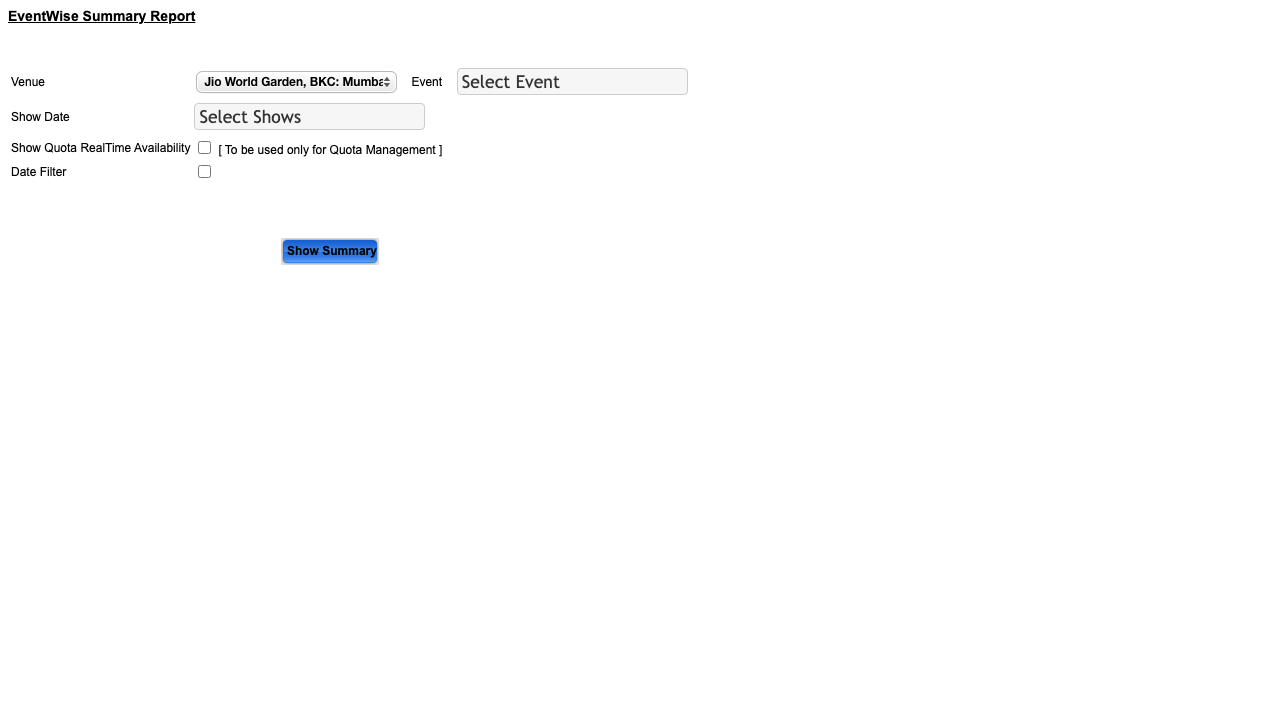 EventWise Summary Report
Venue Jio World Garden, BKC: Event Select Event
Show Date Select Shows
Show Quota RealTime Availability [ To be used only for Quota Management ]
Date Filter
Show Summary